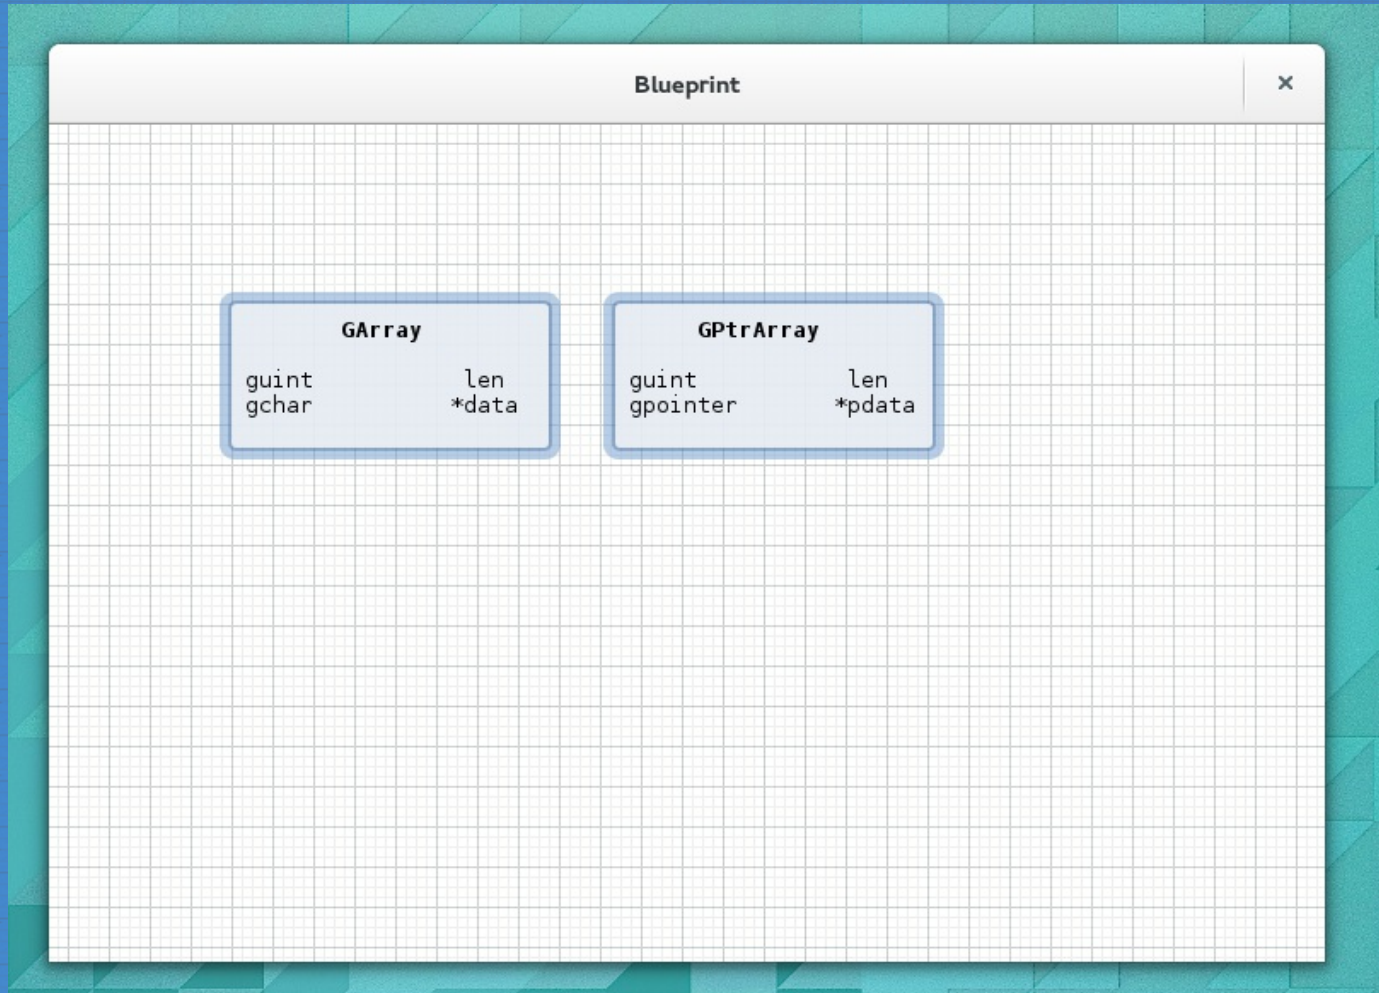 Blueprint
GArray
guint len
gchar *data
GPtrArray
guint len
gpointer *pdata